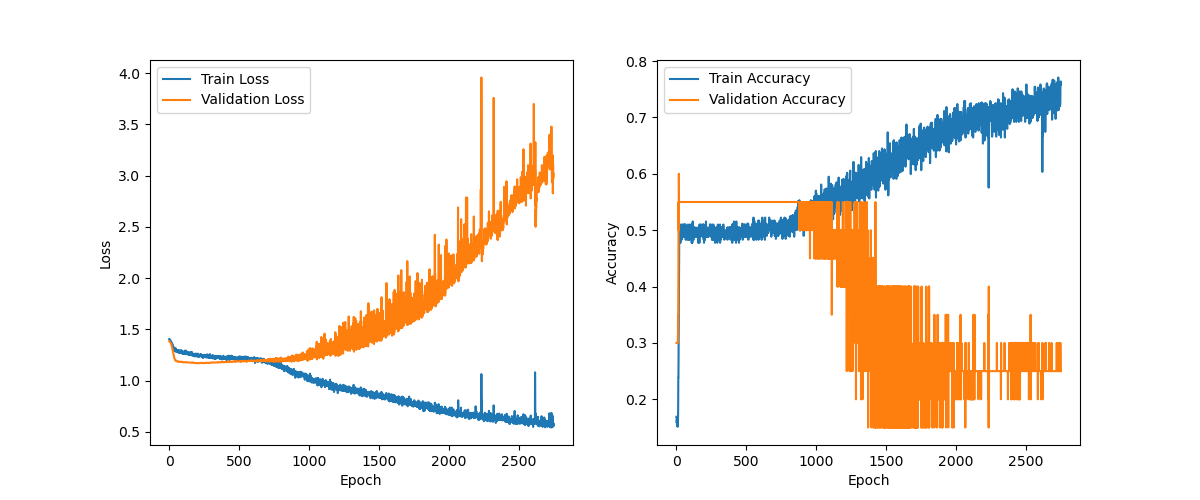 4.0
3.5
3.0
2.5
2.0
1.5
1.0
0.5
Loss
Train Loss
Validation Loss
0 500 1000 1500 2000 2500
Epoch
0.8
0.7
0.6
0.5
0.4
0.3
0.2
Accuracy
Train Accuracy
Validation Accuracy
0 500 1000 1500 2000 2500
Epoch